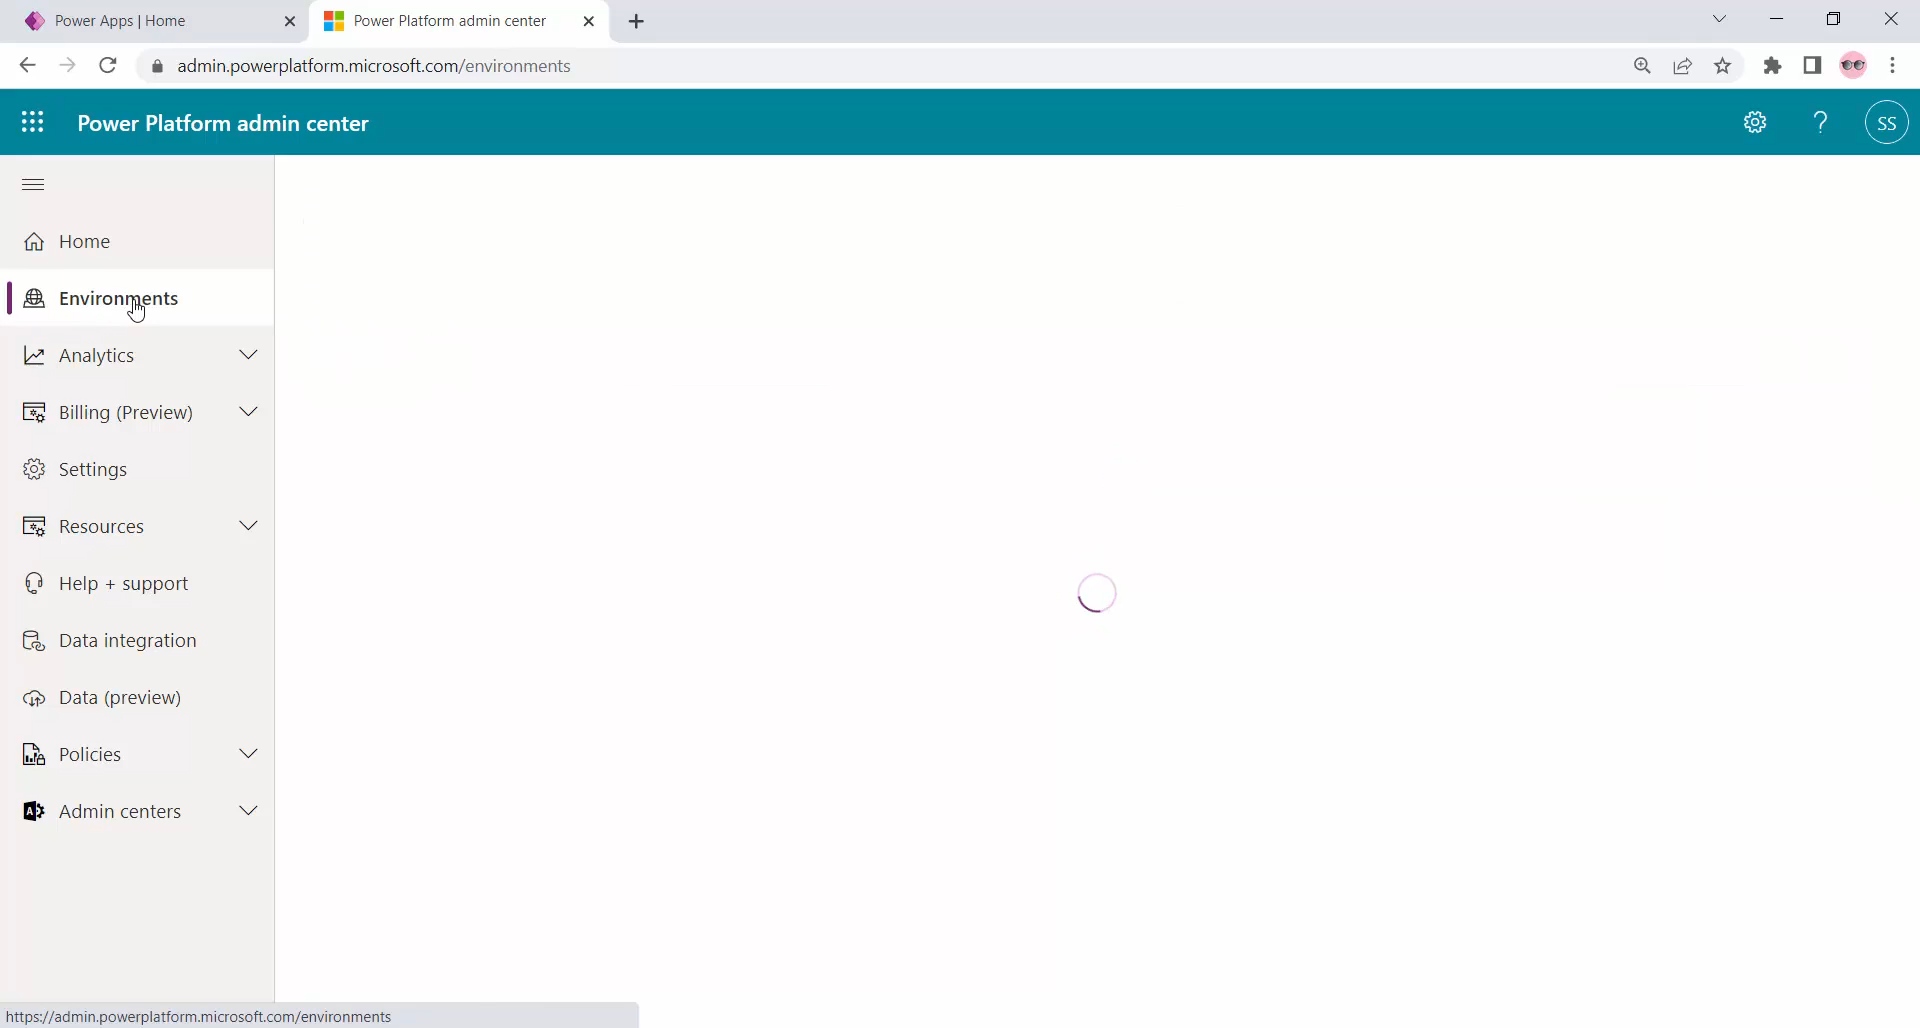 Power Apps | Home
Power Platform admin center
admin.powerplatform.microsoft.com/environments
Power Platform admin center
SS
Home
Environments
Analytics
Billing (Preview)
Settings
Resources
Help + support
Data integration
Data (preview)
Policies
Admin centers
https://admin.powerplatform.microsoft.com/environments